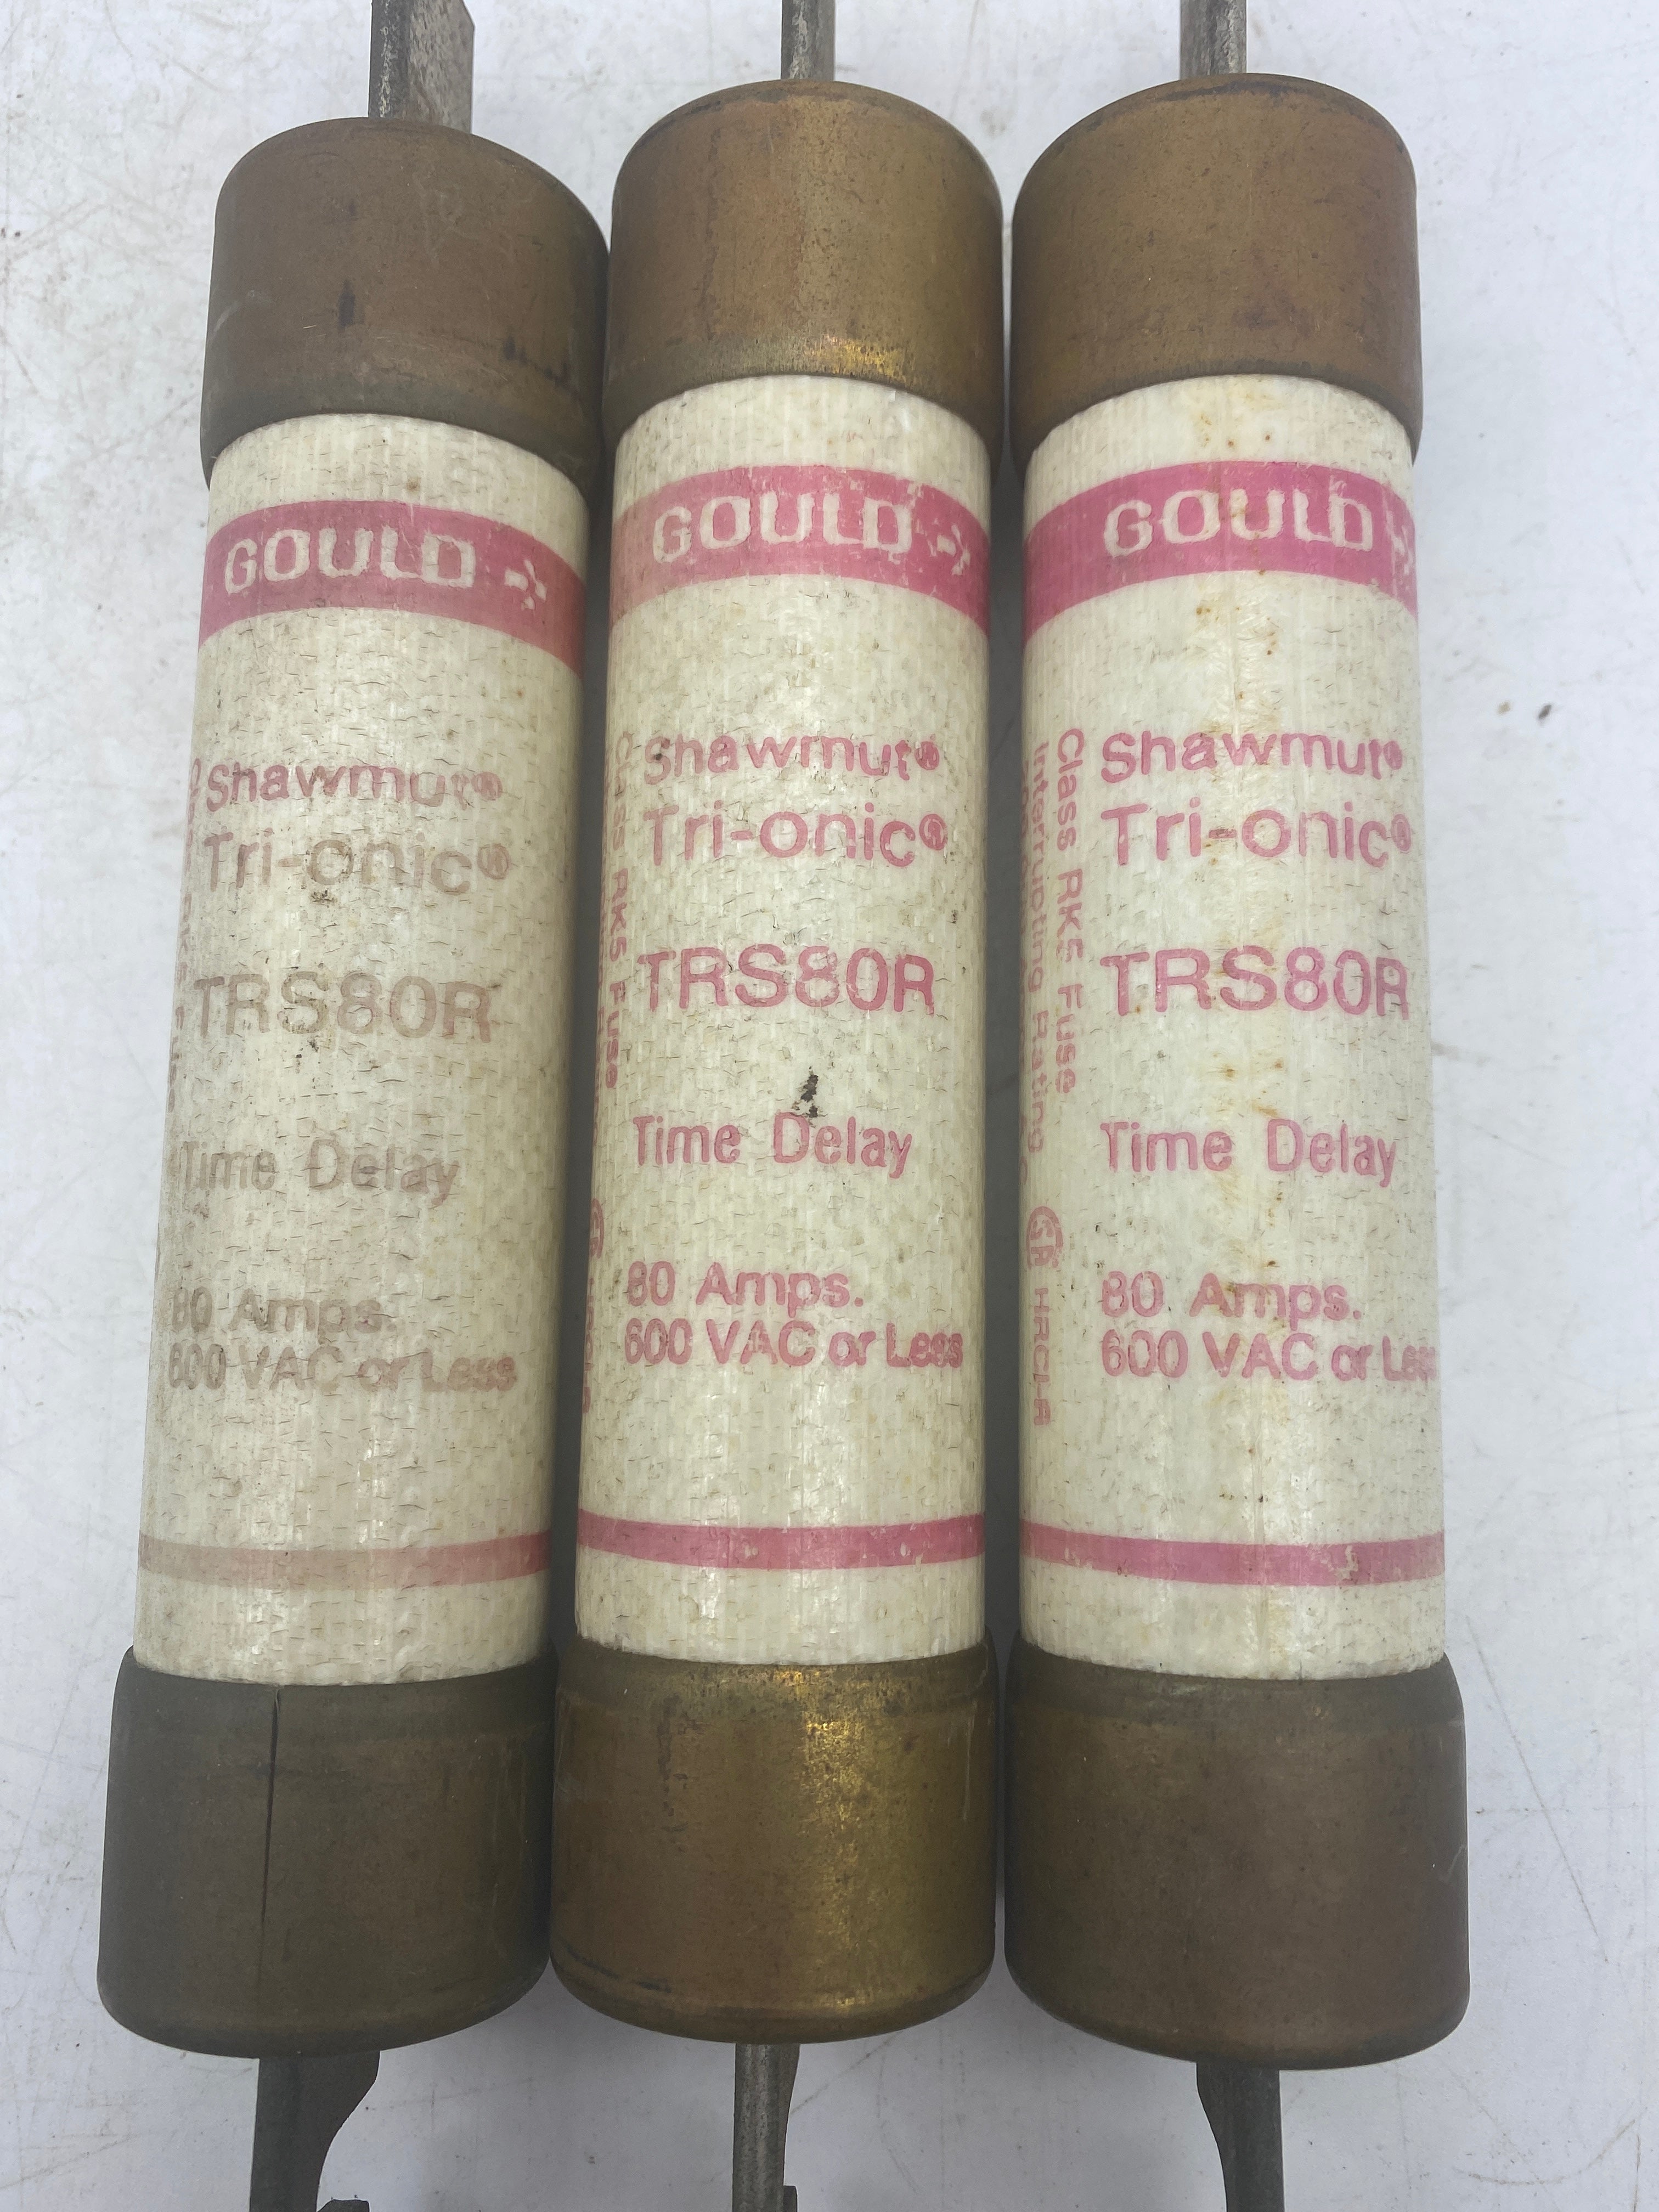 GOULD
Shawmut®
Tri-onic®
TRS80R
Time Delay
80 Amps.
600 VAC or Less
GOULD
Shawmut®
Tri-onic®
TRS80R
Time Delay
80 Amps.
600 VAC or Less
Class RK5 Fuse
GOULD
Shawmut®
Tri-onic®
TRS80R
Time Delay
80 Amps.
600 VAC or Less
Class RK5 Fuse
Interrupting Rating
HRCI-R